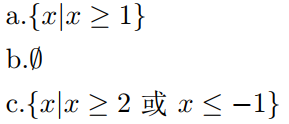 a.{x|x ≥ 1}
b.∅
c.{x|x ≥ 2 或 x ≤ −1}